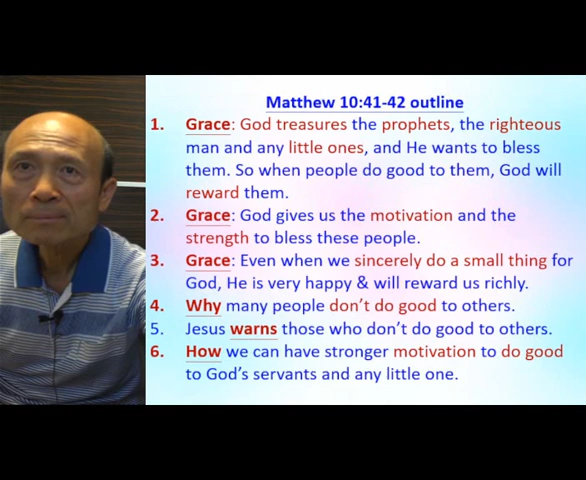 Matthew 10:41-42 outline
1. Grace: God treasures the prophets, the righteous
man and any little ones, and He wants to bless
them. So when people do good to them, God will
reward them.
2. Grace: God gives us the motivation and the
strength to bless these people.
3. Grace: Even when we sincerely do a small thing for
God, He is very happy & will reward us richly.
4. Why many people don't do good to others.
5. Jesus warns those who don't do good to others.
6. How we can have stronger motivation to do good
to God's servants and any little one.